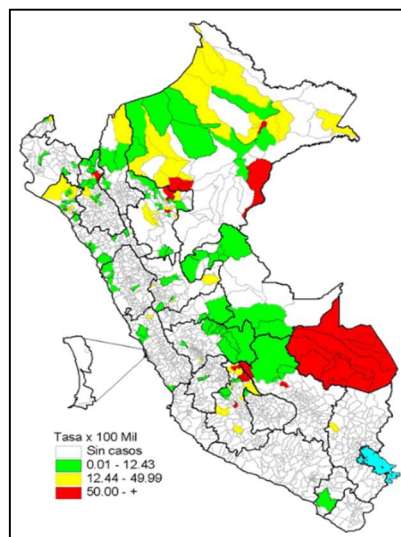 Tasa x 100 Mil
Sin casos
0.01 - 12.43
12.44 - 49.99
50.00 - +